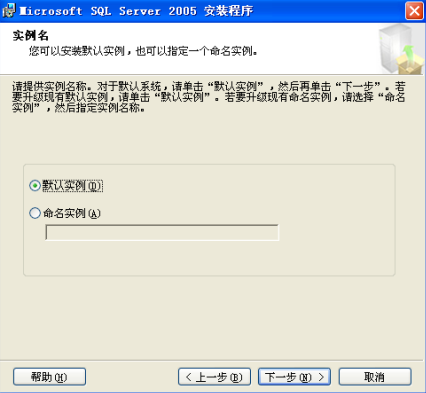 Microsoft SQL Server 2005 安装程序
实例名
您可以安装默认实例,也可以指定一个命名实例。
请提供实例名称。对于默认系统,请单击“默认实例”,然后再单击“下一步”。若
要升级现有默认实例,请单击“默认实例”。若要升级现有命名实例,请选择“命名
实例”,然后指定实例名称。
默认实例(D)
命名实例(A)
帮助(H)
< 上一步(B)
下一步(N) >
取消